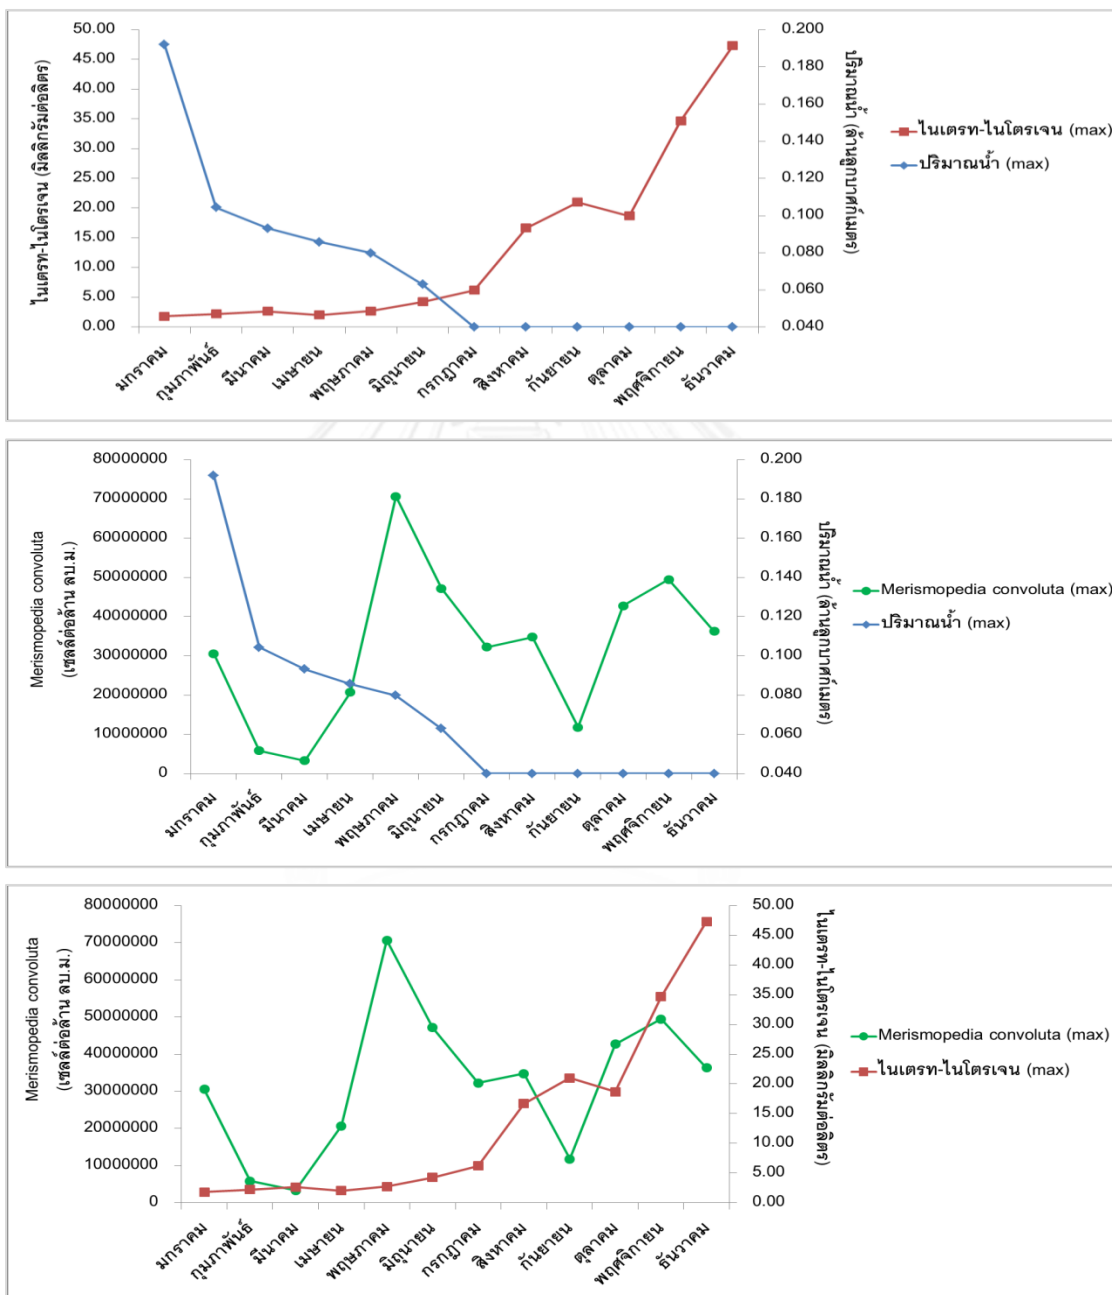 ไนเตรท-ไนโตรเจน (มิลลิกรัมต่อลิตร)
50.00
45.00
40.00
35.00
30.00
25.00
20.00
15.00
10.00
5.00
0.00
0.200
0.180
0.160
0.140
0.120
0.100
0.080
0.060
0.040
ปริมาณน้ำ (ล้านลูกบาศก์เมตร)
ไนเตรท-ไนโตรเจน (max)
ปริมาณน้ำ (max)
มกราคม
กุมภาพันธ์
มีนาคม
เมษายน
พฤษภาคม
มิถุนายน
กรกฎาคม
สิงหาคม
กันยายน
ตุลาคม
พฤศจิกายน
ธันวาคม
Merismopedia convoluta
(เซลล์ต่อล้าน ลบ.ม.)
80000000
70000000
60000000
50000000
40000000
30000000
20000000
10000000
0
0.200
0.180
0.160
0.140
0.120
0.100
0.080
0.060
0.040
ปริมาณน้ำ (ล้านลูกบาศก์เมตร)
Merismopedia convoluta (max)
ปริมาณน้ำ (max)
มกราคม
กุมภาพันธ์
มีนาคม
เมษายน
พฤษภาคม
มิถุนายน
กรกฎาคม
สิงหาคม
กันยายน
ตุลาคม
พฤศจิกายน
ธันวาคม
Merismopedia convoluta
(เซลล์ต่อล้าน ลบ.ม.)
80000000
70000000
60000000
50000000
40000000
30000000
20000000
10000000
0
50.00
45.00
40.00
35.00
30.00
25.00
20.00
15.00
10.00
5.00
0.00
ไนเตรท-ไนโตรเจน (มิลลิกรัมต่อลิตร)
Merismopedia convoluta (max)
ไนเตรท-ไนโตรเจน (max)
มกราคม
กุมภาพันธ์
มีนาคม
เมษายน
พฤษภาคม
มิถุนายน
กรกฎาคม
สิงหาคม
กันยายน
ตุลาคม
พฤศจิกายน
ธันวาคม